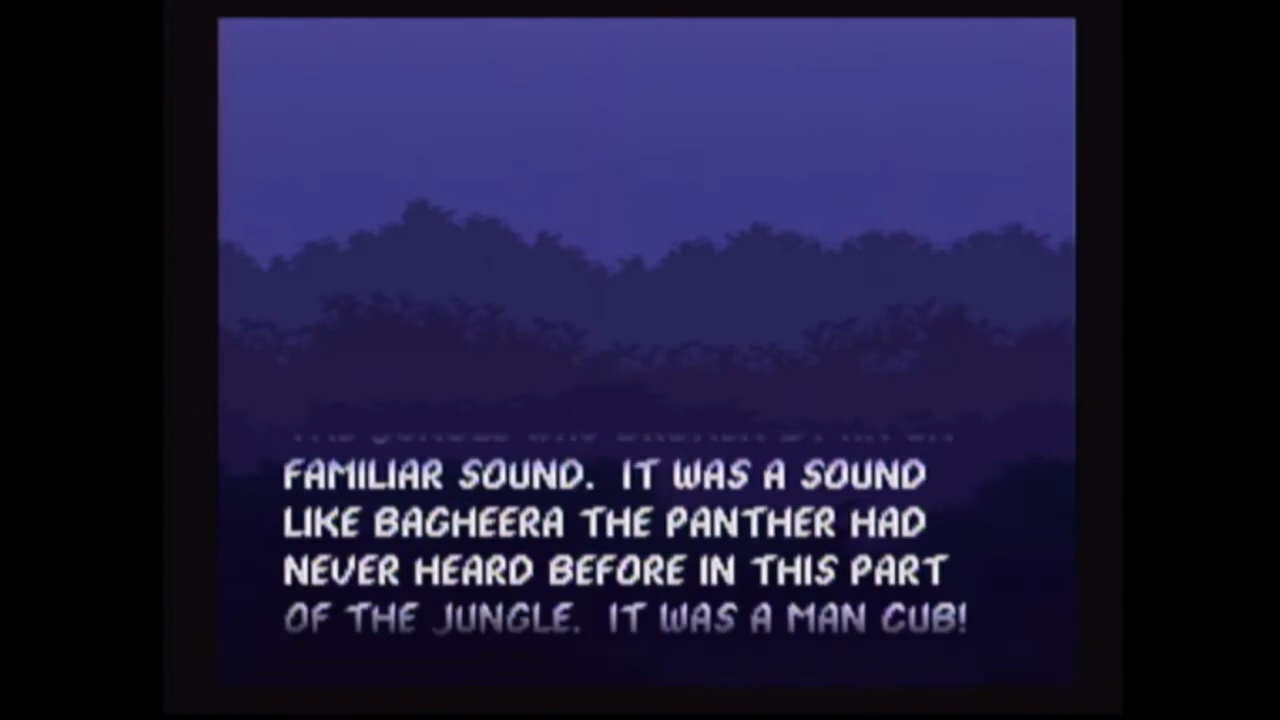 FAMILIAR SOUND. IT WAS A SOUND
LIKE BAGHEERA THE PANTHER HAD
NEVER HEARD BEFORE IN THIS PART
OF THE JUNGLE. IT WAS A MAN CUB!